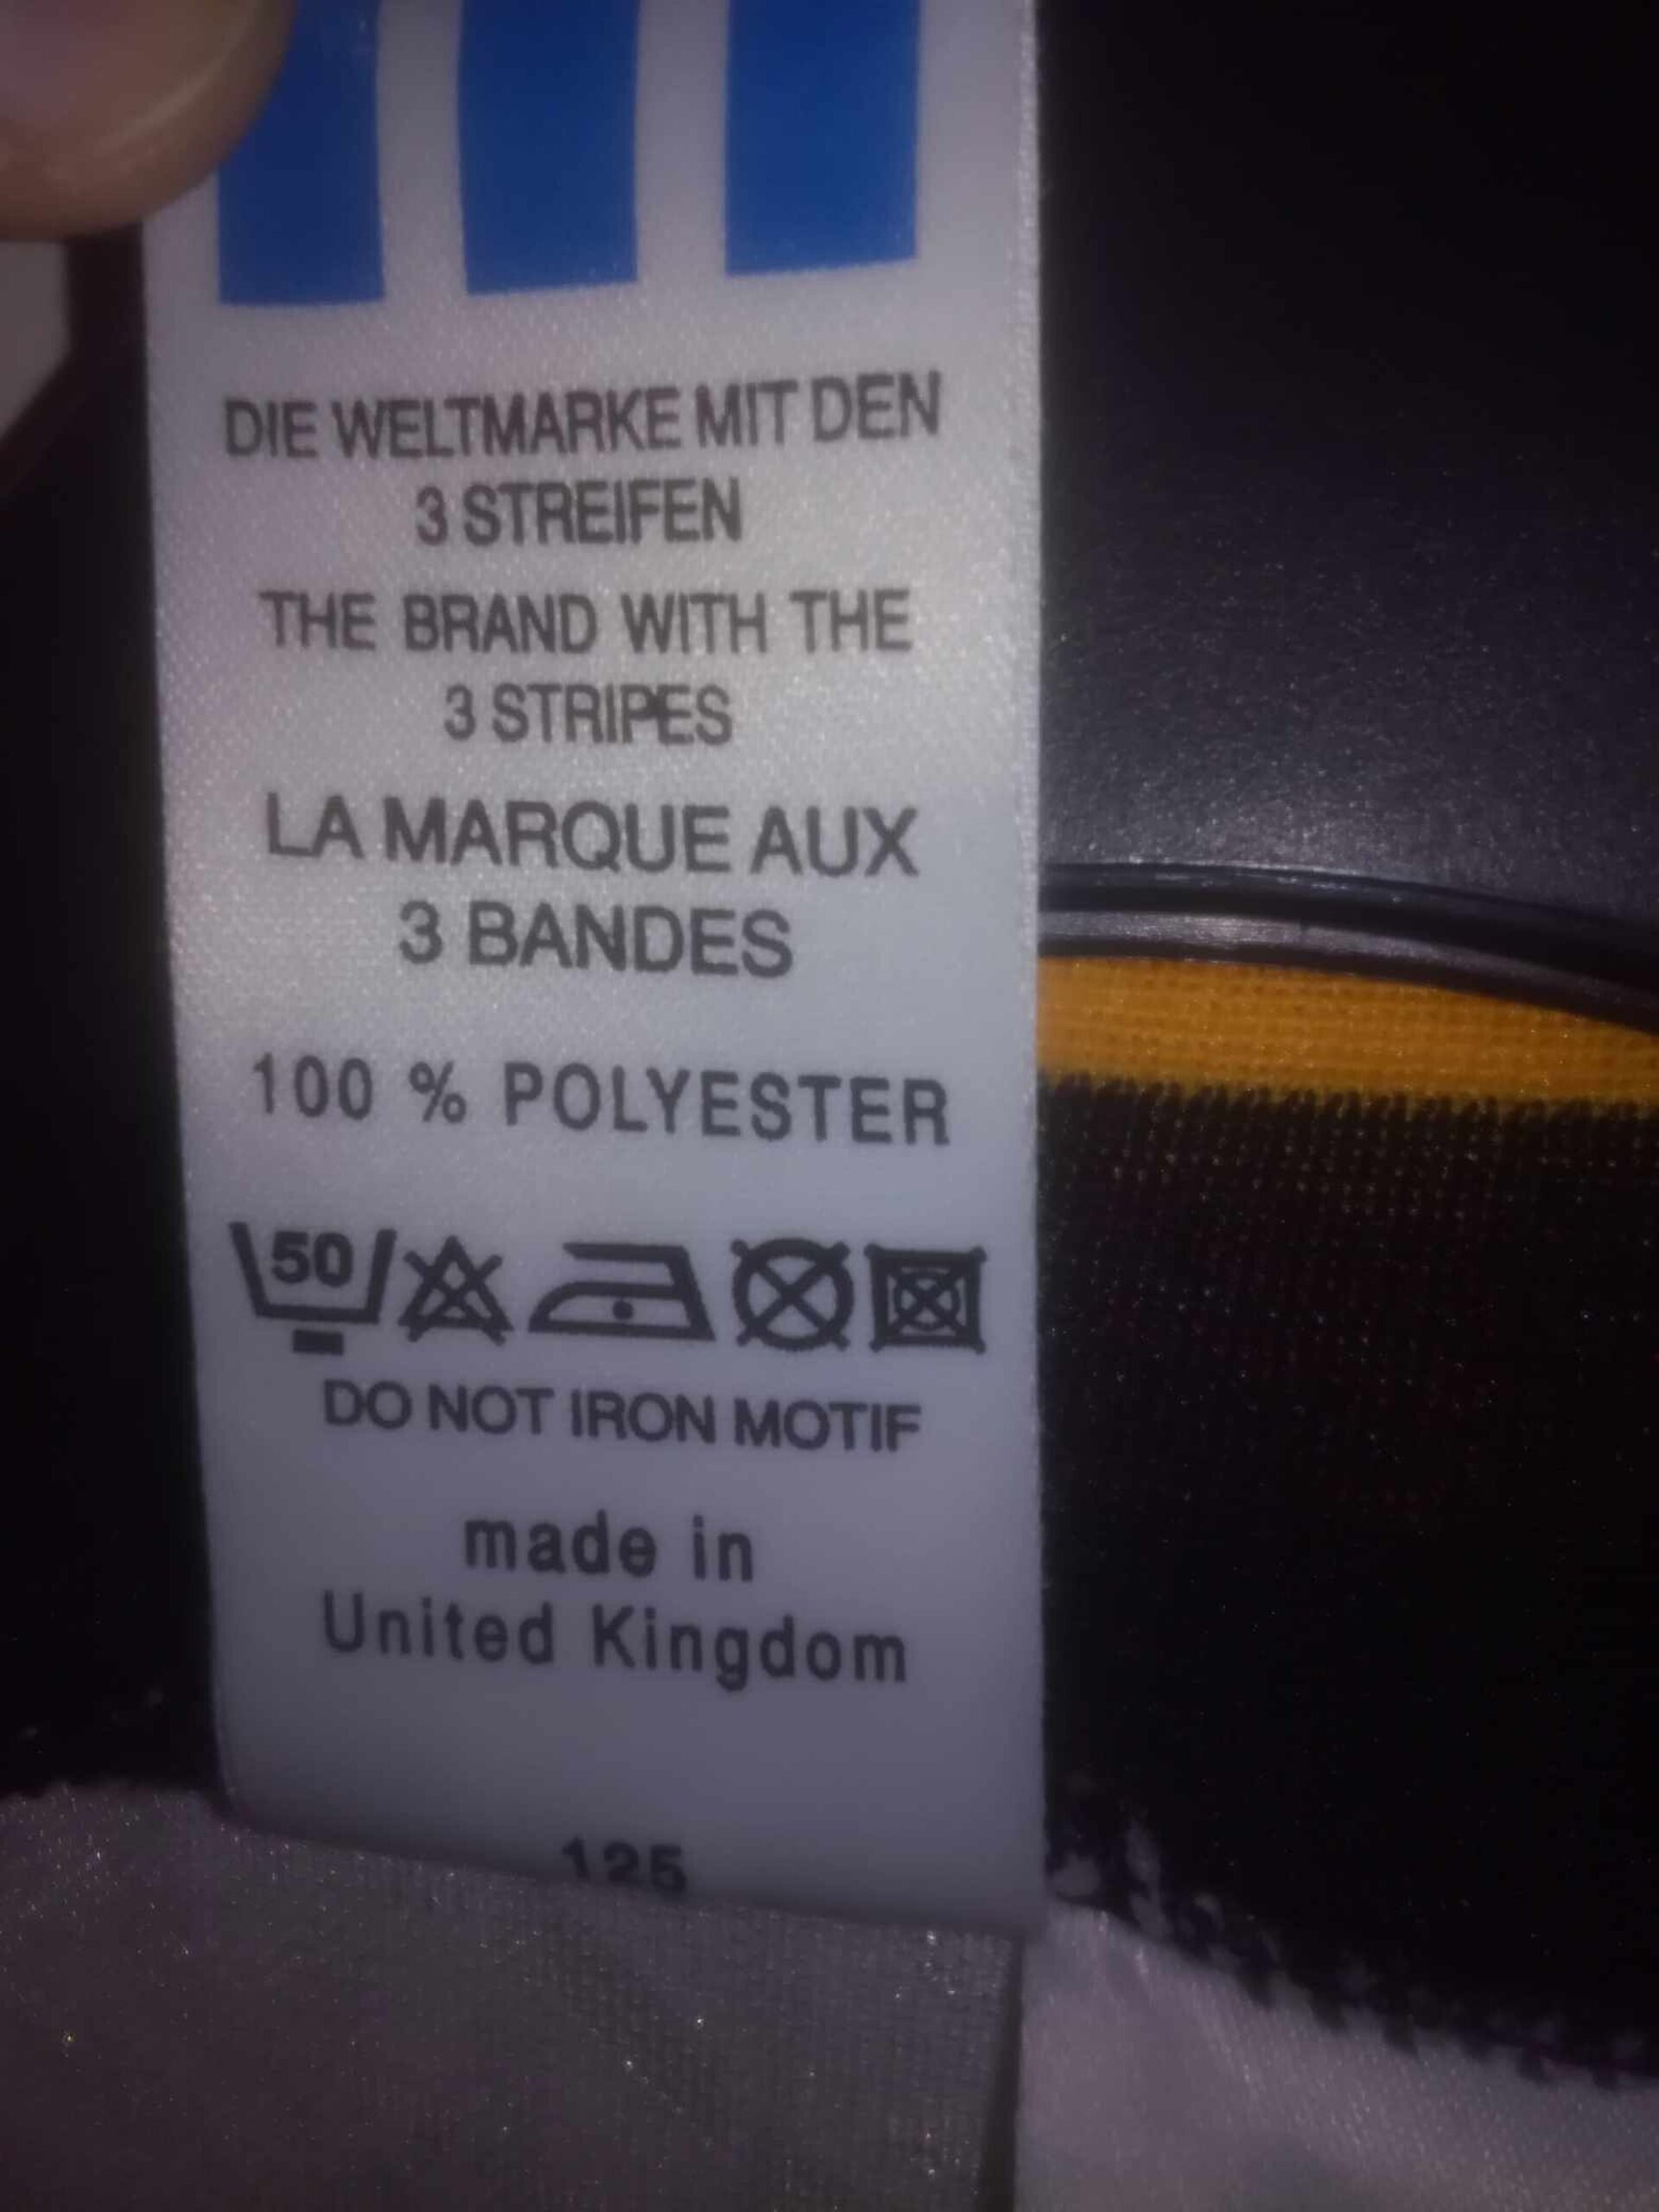 DIE WELTMARKE MIT DEN
3 STREIFEN
THE BRAND WITH THE
3 STRIPES
LA MARQUE AUX
3 BANDES
100 % POLYESTER
50
DO NOT IRON MOTIF
made in
United Kingdom
125